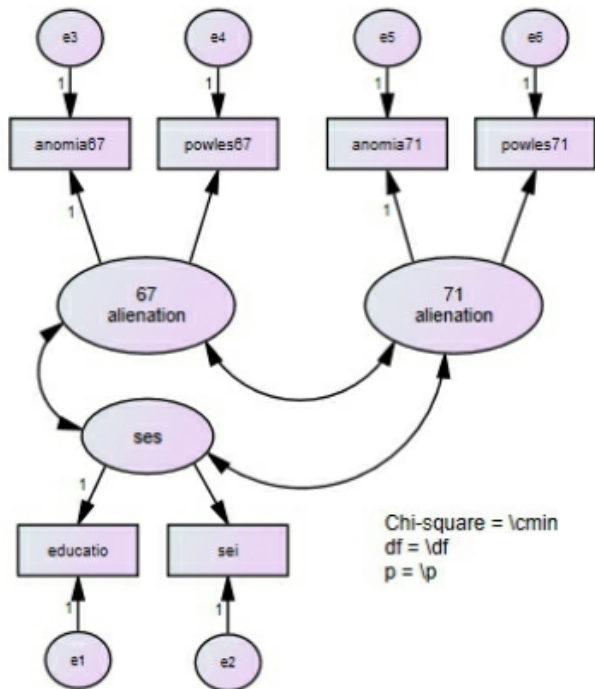 e3
e4
e5
e6
1
1
1
1
anomia67
powles67
anomia71
powles71
1
1
67
alienation
71
alienation
ses
1
educatio
sei
Chi-square = \cmin
df = \df
p = \p
1
1
e1
e2